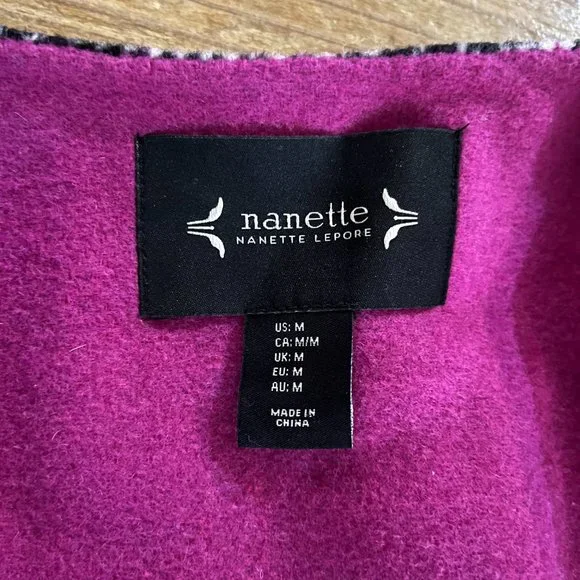 nanette
NANETTE LEPORE
US: M
CA: M/M
UK: M
EU: M
AU: M
MADE IN
CHINA